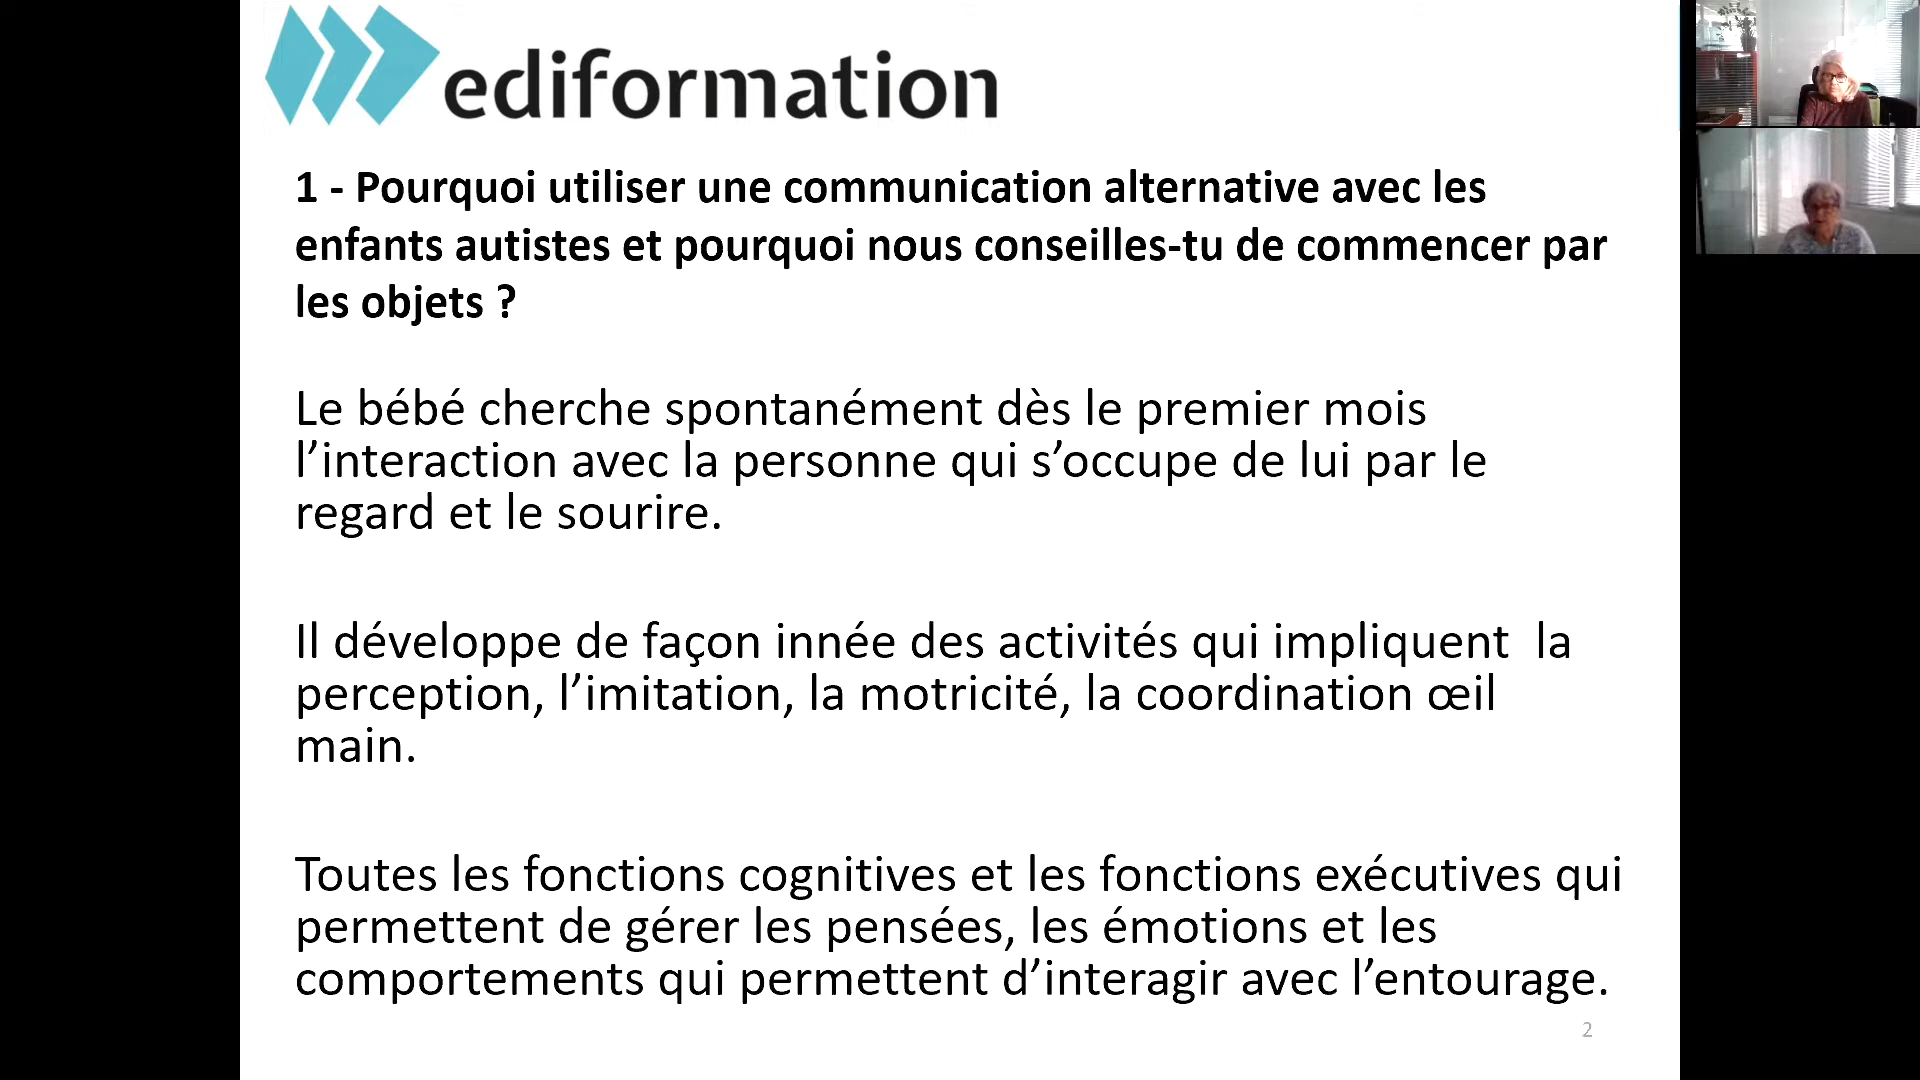 ediformation
1 - Pourquoi utiliser une communication alternative avec les
enfants autistes et pourquoi nous conseilles-tu de commencer par
les objets ?
Le bébé cherche spontanément dès le premier mois
l’interaction avec la personne qui s’occupe de lui par le
regard et le sourire.
Il développe de façon innée des activités qui impliquent  la
perception, l’imitation, la motricité, la coordination œil
main.
Toutes les fonctions cognitives et les fonctions exécutives qui
permettent de gérer les pensées, les émotions et les
comportements qui permettent d’interagir avec l’entourage.
2